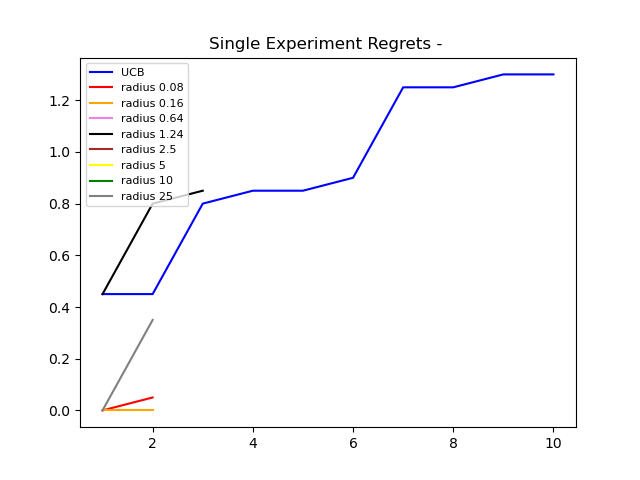 Single Experiment Regrets -
UCB
radius 0.08
radius 0.16
radius 0.64
radius 1.24
radius 2.5
radius 5
radius 10
radius 25
1.2
1.0
0.8
0.6
0.4
0.2
0.0
2 4 6 8 10